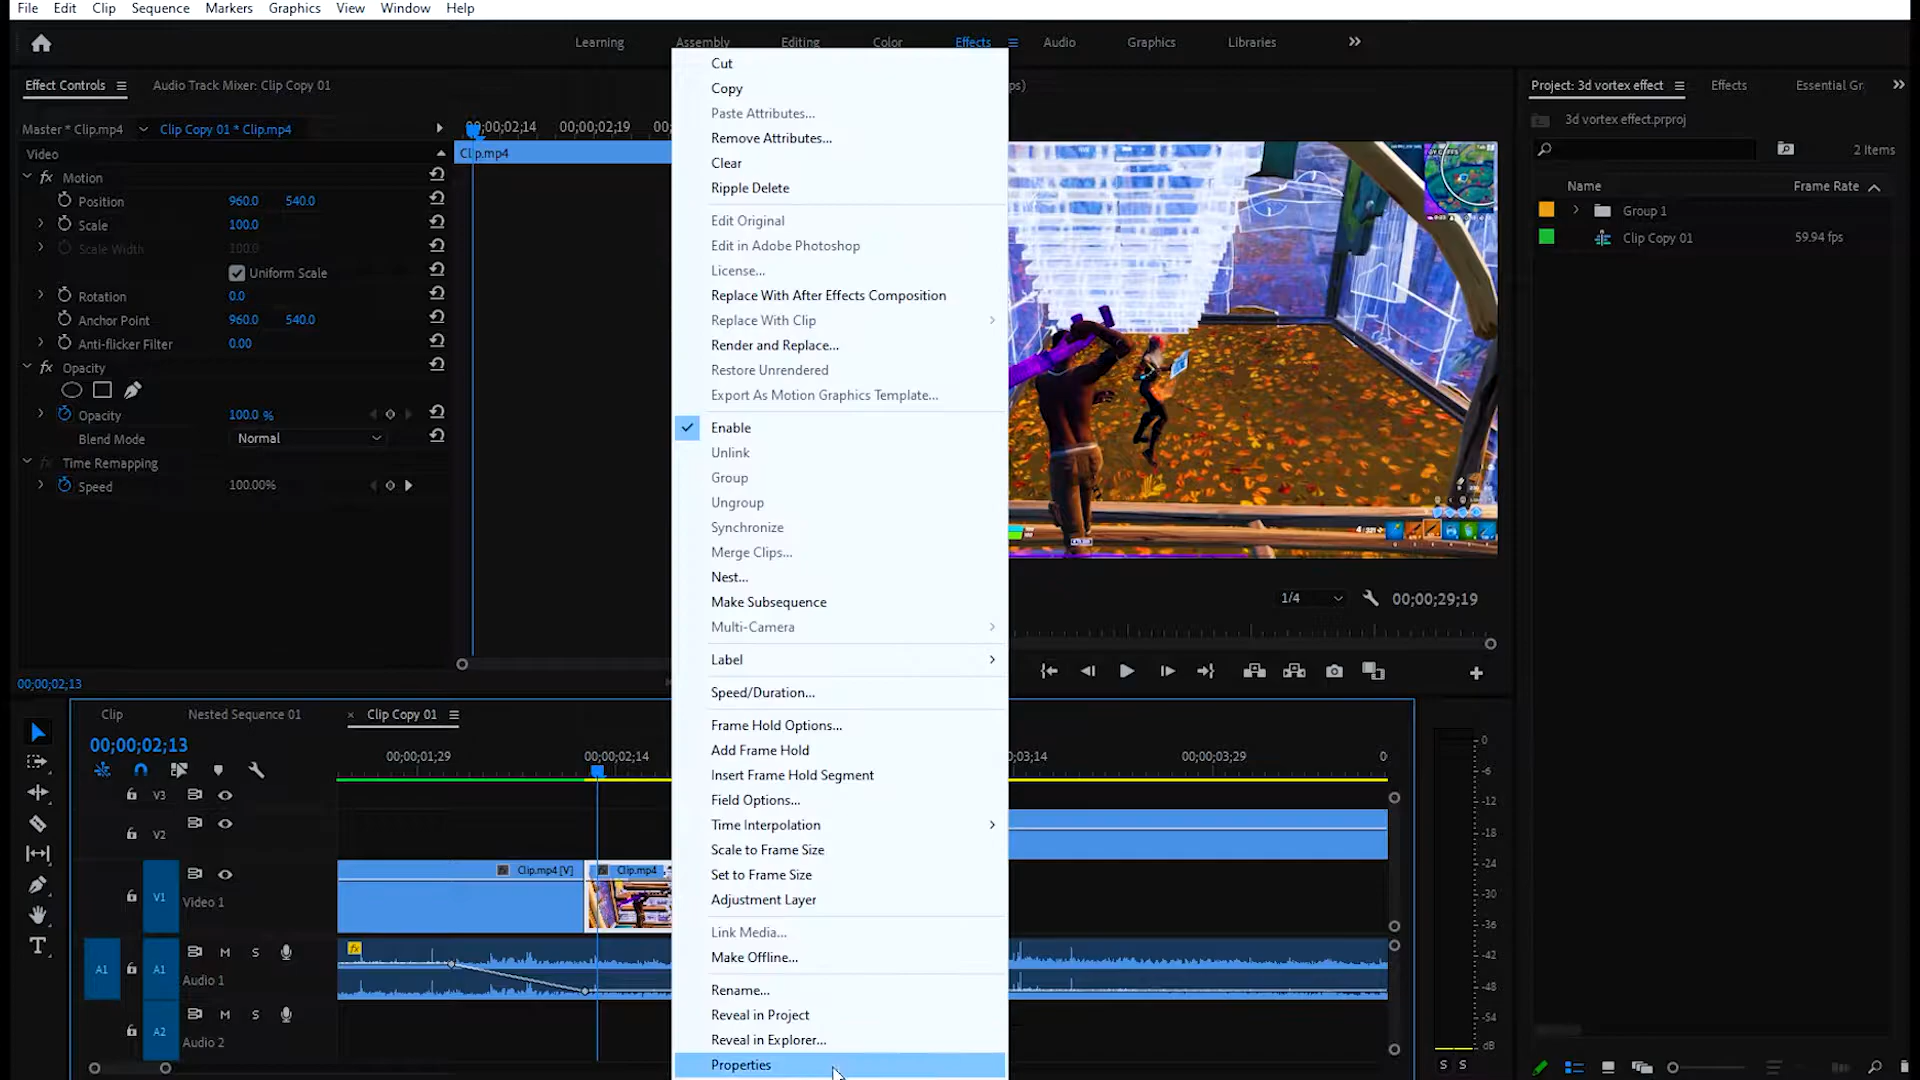 File Edit Clip Sequence Markers Graphics View Window Help
Learning Assembly Editing Color Effects Audio Graphics Libraries
Effect Controls Audio Track Mixer: Clip Copy 01
Master * Clip.mp4 Clip Copy 01 * Clip.mp4
00;00;02;14 00;00;02;19
Video
Clip.mp4
Motion
Position 960.0 540.0
Scale 100.0
Scale Width 100.0
Uniform Scale
Rotation 0.0
Anchor Point 960.0 540.0
Anti-flicker Filter 0.00
Opacity
Opacity 100.0 %
Blend Mode Normal
Time Remapping
Speed 100.00%
00;00;02;13
Cut
Copy
Paste Attributes...
Remove Attributes...
Clear
Ripple Delete
Edit Original
Edit in Adobe Photoshop
License...
Replace With After Effects Composition
Replace With Clip
Render and Replace...
Restore Unrendered
Export As Motion Graphics Template...
Enable
Unlink
Group
Ungroup
Synchronize
Merge Clips...
Nest...
Make Subsequence
Multi-Camera
Label
Speed/Duration...
Frame Hold Options...
Add Frame Hold
Insert Frame Hold Segment
Field Options...
Time Interpolation
Scale to Frame Size
Set to Frame Size
Adjustment Layer
Link Media...
Make Offline...
Rename...
Reveal in Project
Reveal in Explorer...
Properties
ps)
1/4 00;00;29;19
Project: 3d vortex effect Effects Essential Gr
3d vortex effect.prproj
2 Items
Name Frame Rate
Group 1
Clip Copy 01 59.94 fps
Clip Nested Sequence 01 × Clip Copy 01
00;00;02;13
00;00;01;29 00;00;02;14 03;14 00;00;03;29
V3
V2
Clip.mp4 [V] Clip.mp4
V1 Video 1
A1 A1 M S
Audio 1
A2 M S
Audio 2
0
-6
-12
-18
-24
-30
-36
-42
-48
-54
dB
S S